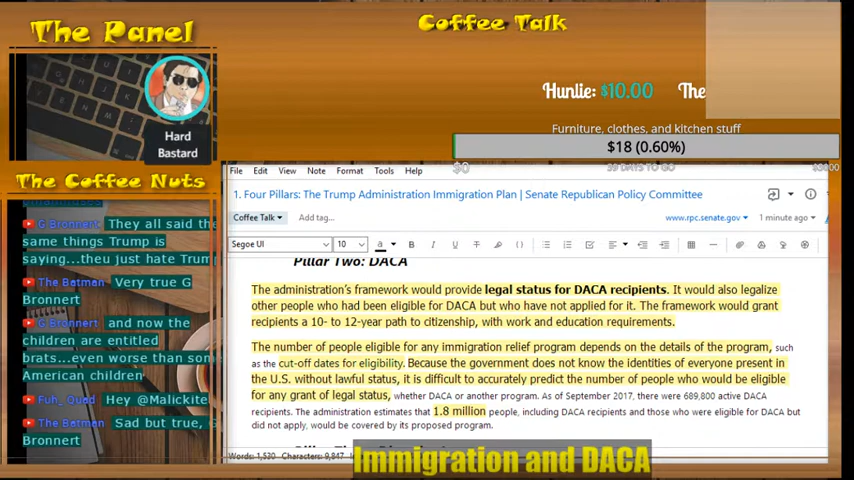 The Panel
Coffee Talk
Hunlie: $10.00 The
Hard
Bastard
Furniture, clothes, and kitchen stuff
$18 (0.60%)
$0
TO GO
The Coffee Nuts
G Bronnert They all said the
same things Trump is
saying...theu just hate Trum
The Batman Very true G
Bronnert
G Bronnert and now the
children are entitled
brats...even worse than som
American children
Fuh_Quad Hey @Malickite
The Batman Sad but true, G
Bronnert
File Edit View Note Format Tools Help
1. Four Pillars: The Trump Administration Immigration Plan | Senate Republican Policy Committee
Coffee Talk Add tag... www.rpc.senate.gov 1 minute ago
Segoe UI 10 a B I U T
Pillar Two: DACA
The administration's framework would provide legal status for DACA recipients. It would also legalize
other people who had been eligible for DACA but who have not applied for it. The framework would grant
recipients a 10- to 12-year path to citizenship, with work and education requirements.
The number of people eligible for any immigration relief program depends on the details of the program, such
as the cut-off dates for eligibility. Because the government does not know the identities of everyone present in
the U.S. without lawful status, it is difficult to accurately predict the number of people who would be eligible
for any grant of legal status, whether DACA or another program. As of September 2017, there were 689,800 active DACA
recipients. The administration estimates that 1.8 million people, including DACA recipients and those who were eligible for DACA but
did not apply, would be covered by its proposed program.
Words: 1,530 Characters: 9,847
Immigration and DACA